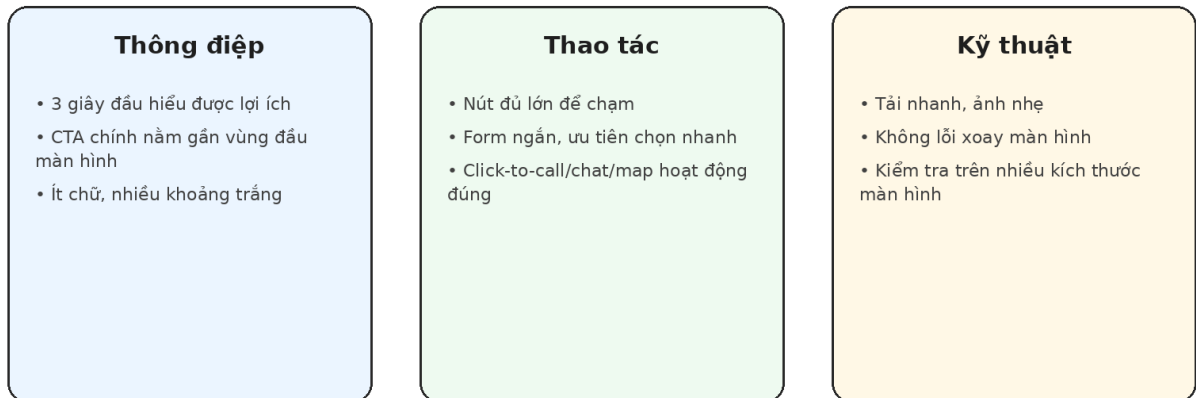 Thông điệp
• 3 giây đầu hiểu được lợi ích
• CTA chính nằm gần vùng đầu
màn hình
• Ít chữ, nhiều khoảng trắng
Thao tác
• Nút đủ lớn để chạm
• Form ngắn, ưu tiên chọn nhanh
• Click-to-call/chat/map hoạt động
đúng
Kỹ thuật
• Tải nhanh, ảnh nhẹ
• Không lỗi xoay màn hình
• Kiểm tra trên nhiều kích thước
màn hình